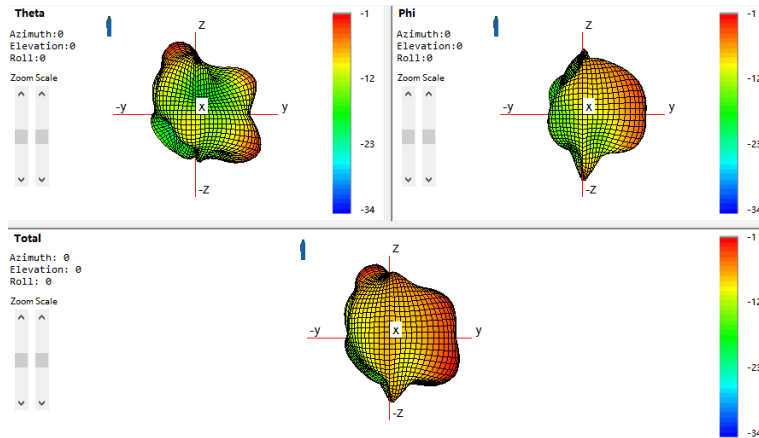 Theta
Azimuth:0
Elevation:0
Roll:0
Zoom Scale
Z
-y
X
y
-Z
-1
-12
-23
-34
Phi
Azimuth:0
Elevation:0
Roll:0
Zoom Scale
Z
-y
X
y
-Z
-1
-12
-23
-34
Total
Azimuth: 0
Elevation: 0
Roll: 0
Zoom Scale
Z
-y
X
y
-Z
-1
-12
-23
-34